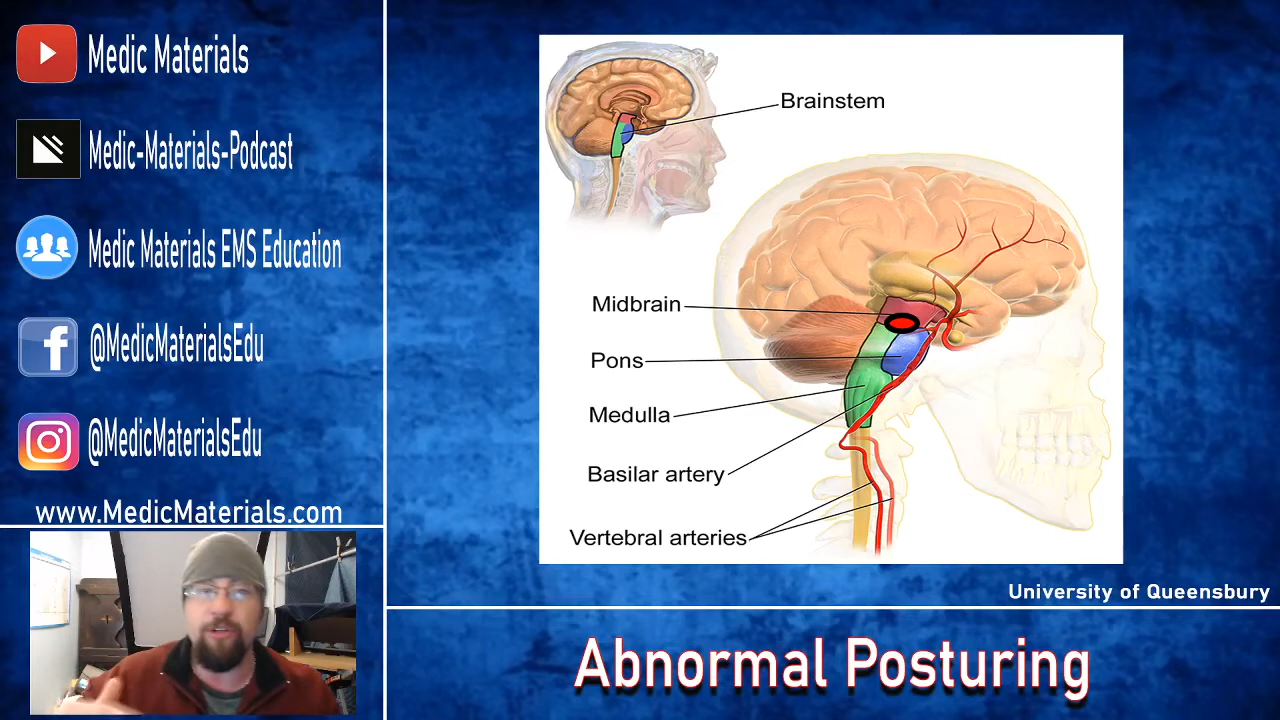 Medic Materials
Medic-Materials-Podcast
Medic Materials EMS Education
@MedicMaterialsEdu
@MedicMaterialsEdu
www.MedicMaterials.com
Brainstem
Midbrain
Pons
Medulla
Basilar artery
Vertebral arteries
University of Queensbury
Abnormal Posturing